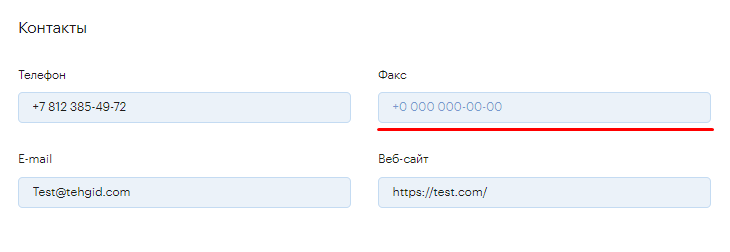 Контакты
Телефон
Факс
+7 812 385-49-72
+0 000 000-00-00
E-mail
Веб-сайт
Test@tehgid.com
https://test.com/